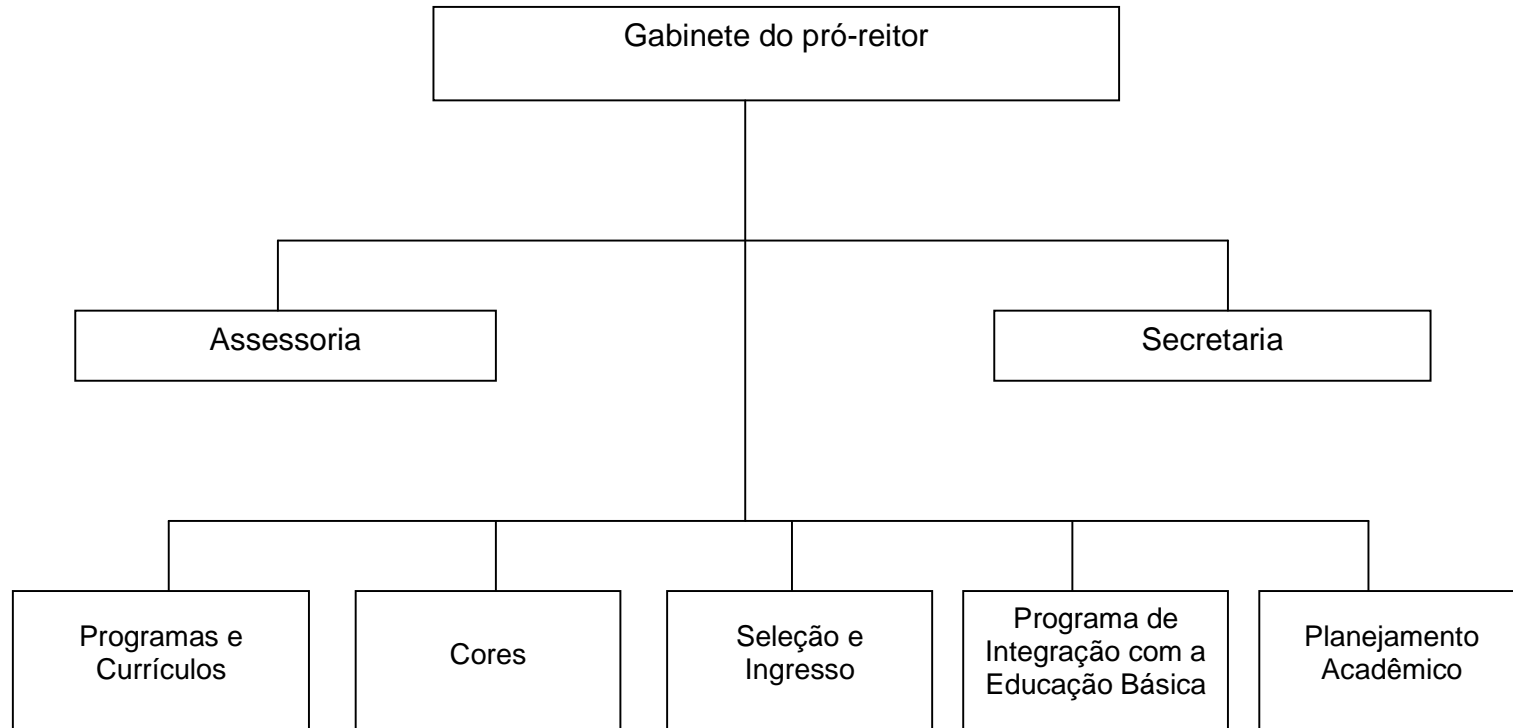 Gabinete do pró-reitor
Assessoria
Secretaria
Programas e
Currículos
Cores
Seleção e
Ingresso
Programa de
Integração com a
Educação Básica
Planejamento
Acadêmico